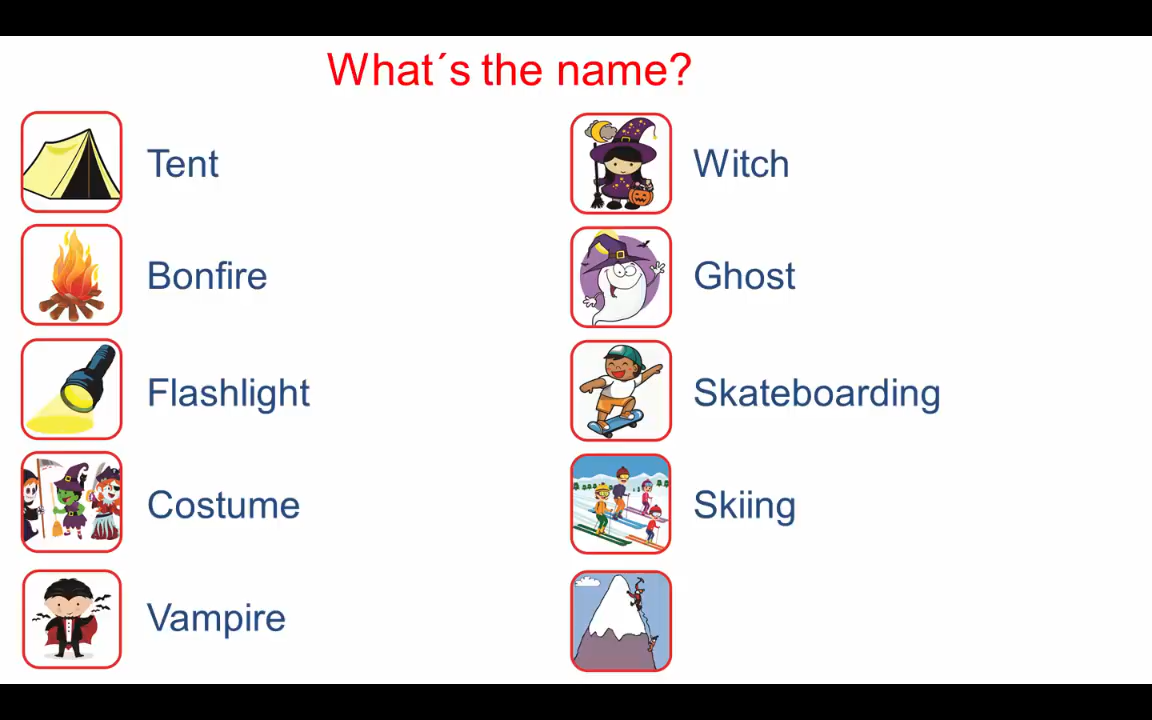 What´s the name?
Tent
Bonfire
Flashlight
Costume
Vampire
Witch
Ghost
Skateboarding
Skiing